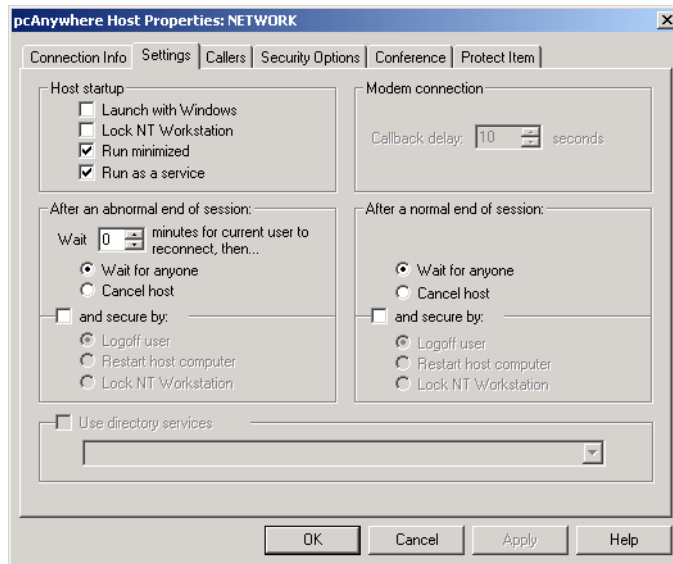 pcAnywhere Host Properties: NETWORK
Connection Info Settings Callers Security Options Conference Protect Item
Host startup
Launch with Windows
Lock NT Workstation
Run minimized
Run as a service
Modem connection
Callback delay: 10 seconds
After an abnormal end of session:
Wait 0 minutes for current user to
reconnect, then...
Wait for anyone
Cancel host
and secure by:
Logoff user
Restart host computer
Lock NT Workstation
After a normal end of session:
Wait for anyone
Cancel host
and secure by:
Logoff user
Restart host computer
Lock NT Workstation
Use directory services
OK Cancel Apply Help